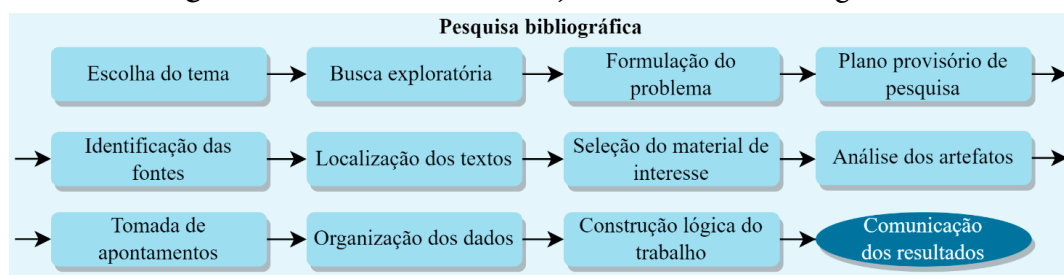 Pesquisa bibliográfica
Escolha do tema
Busca exploratória
Formulação do
problema
Plano provisório de
pesquisa
Identificação das
fontes
Localização dos textos
Seleção do material de
interesse
Análise dos artefatos
Tomada de
apontamentos
Organização dos dados
Construção lógica do
trabalho
Comunicação
dos resultados